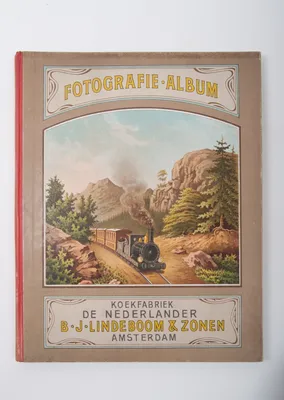 FOTOGRAFIE-ALBUM
KOEKFABRIEK
DE NEDERLANDER
B.J. LINDEBOOM & ZONEN
AMSTERDAM